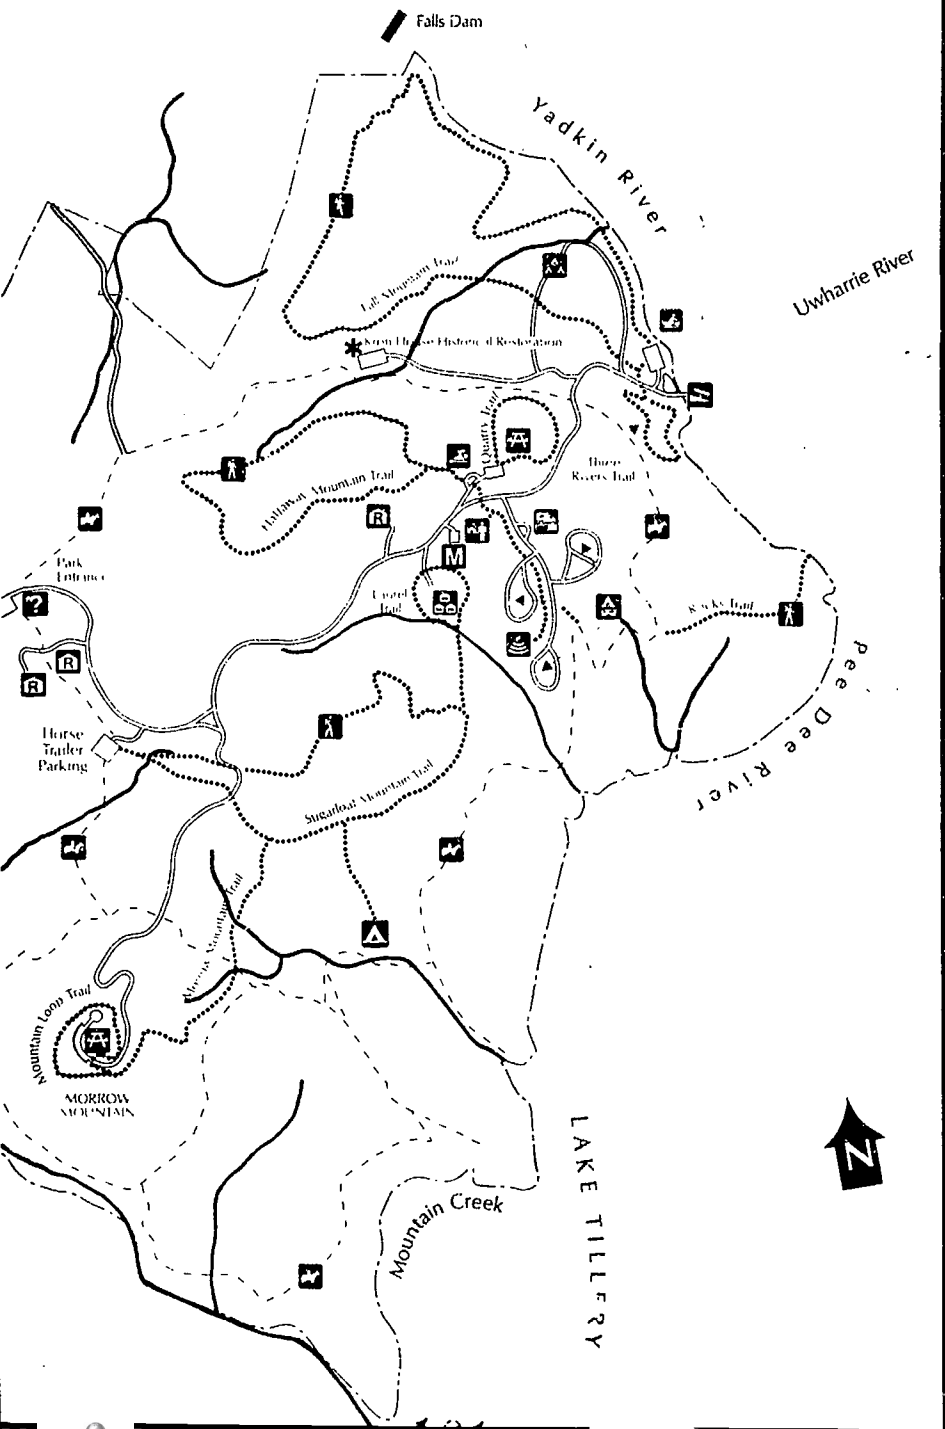 Falls Dam
Yadkin River
Uwharrie River
Fall Mountain Trail
Kron House Historical Restoration
Quarry Trail
Three
Rivers Trail
Hattaway Mountain Trail
R
M
Park
Entrance
?
Laurel
Trail
Rocks Trail
R
R
Pee Dee River
Horse
Trailer
Parking
Sugarloaf Mountain Trail
Mountain Trail
Mountain Loop Trail
MORROW
MOUNTAIN
N
LAKE TILLERY
Mountain Creek